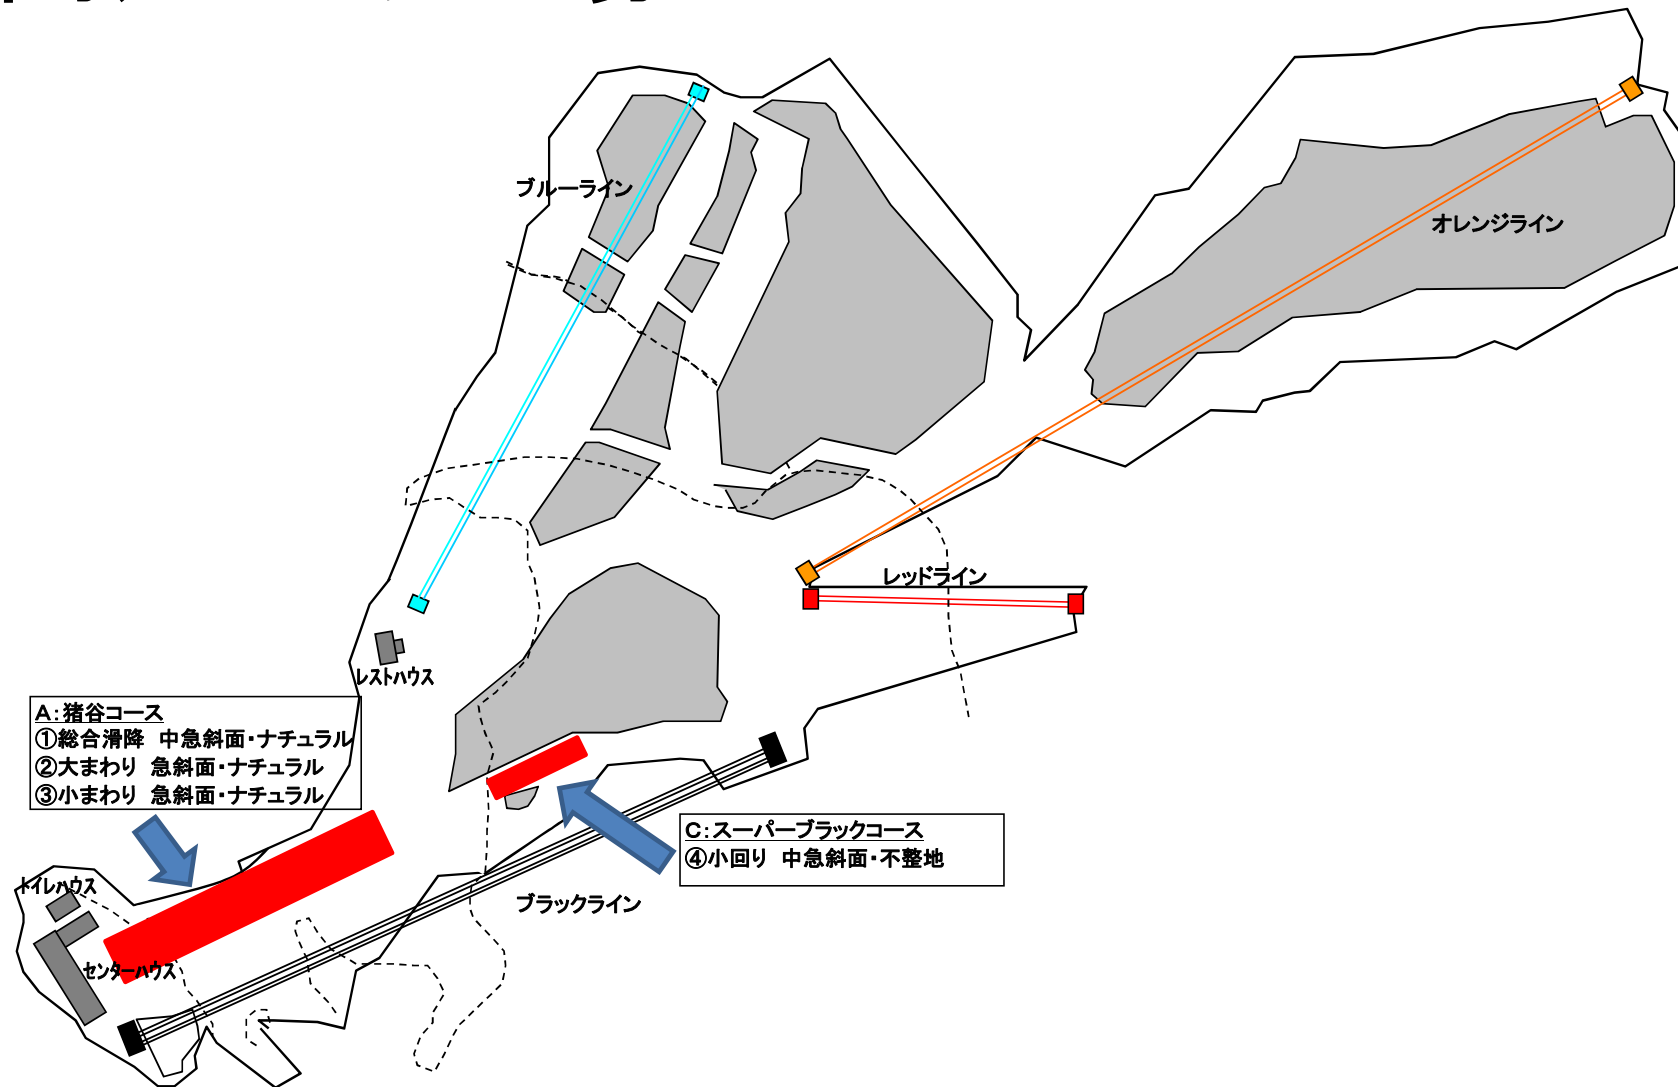 ブルーライン
オレンジライン
レッドライン
レストハウス
A:猪谷コース
①総合滑降 中急斜面・ナチュラル
②大まわり 急斜面・ナチュラル
③小まわり 急斜面・ナチュラル
C:スーパーブラックコース
④小回り 中急斜面・不整地
トイレハウス
ブラックライン
センターハウス